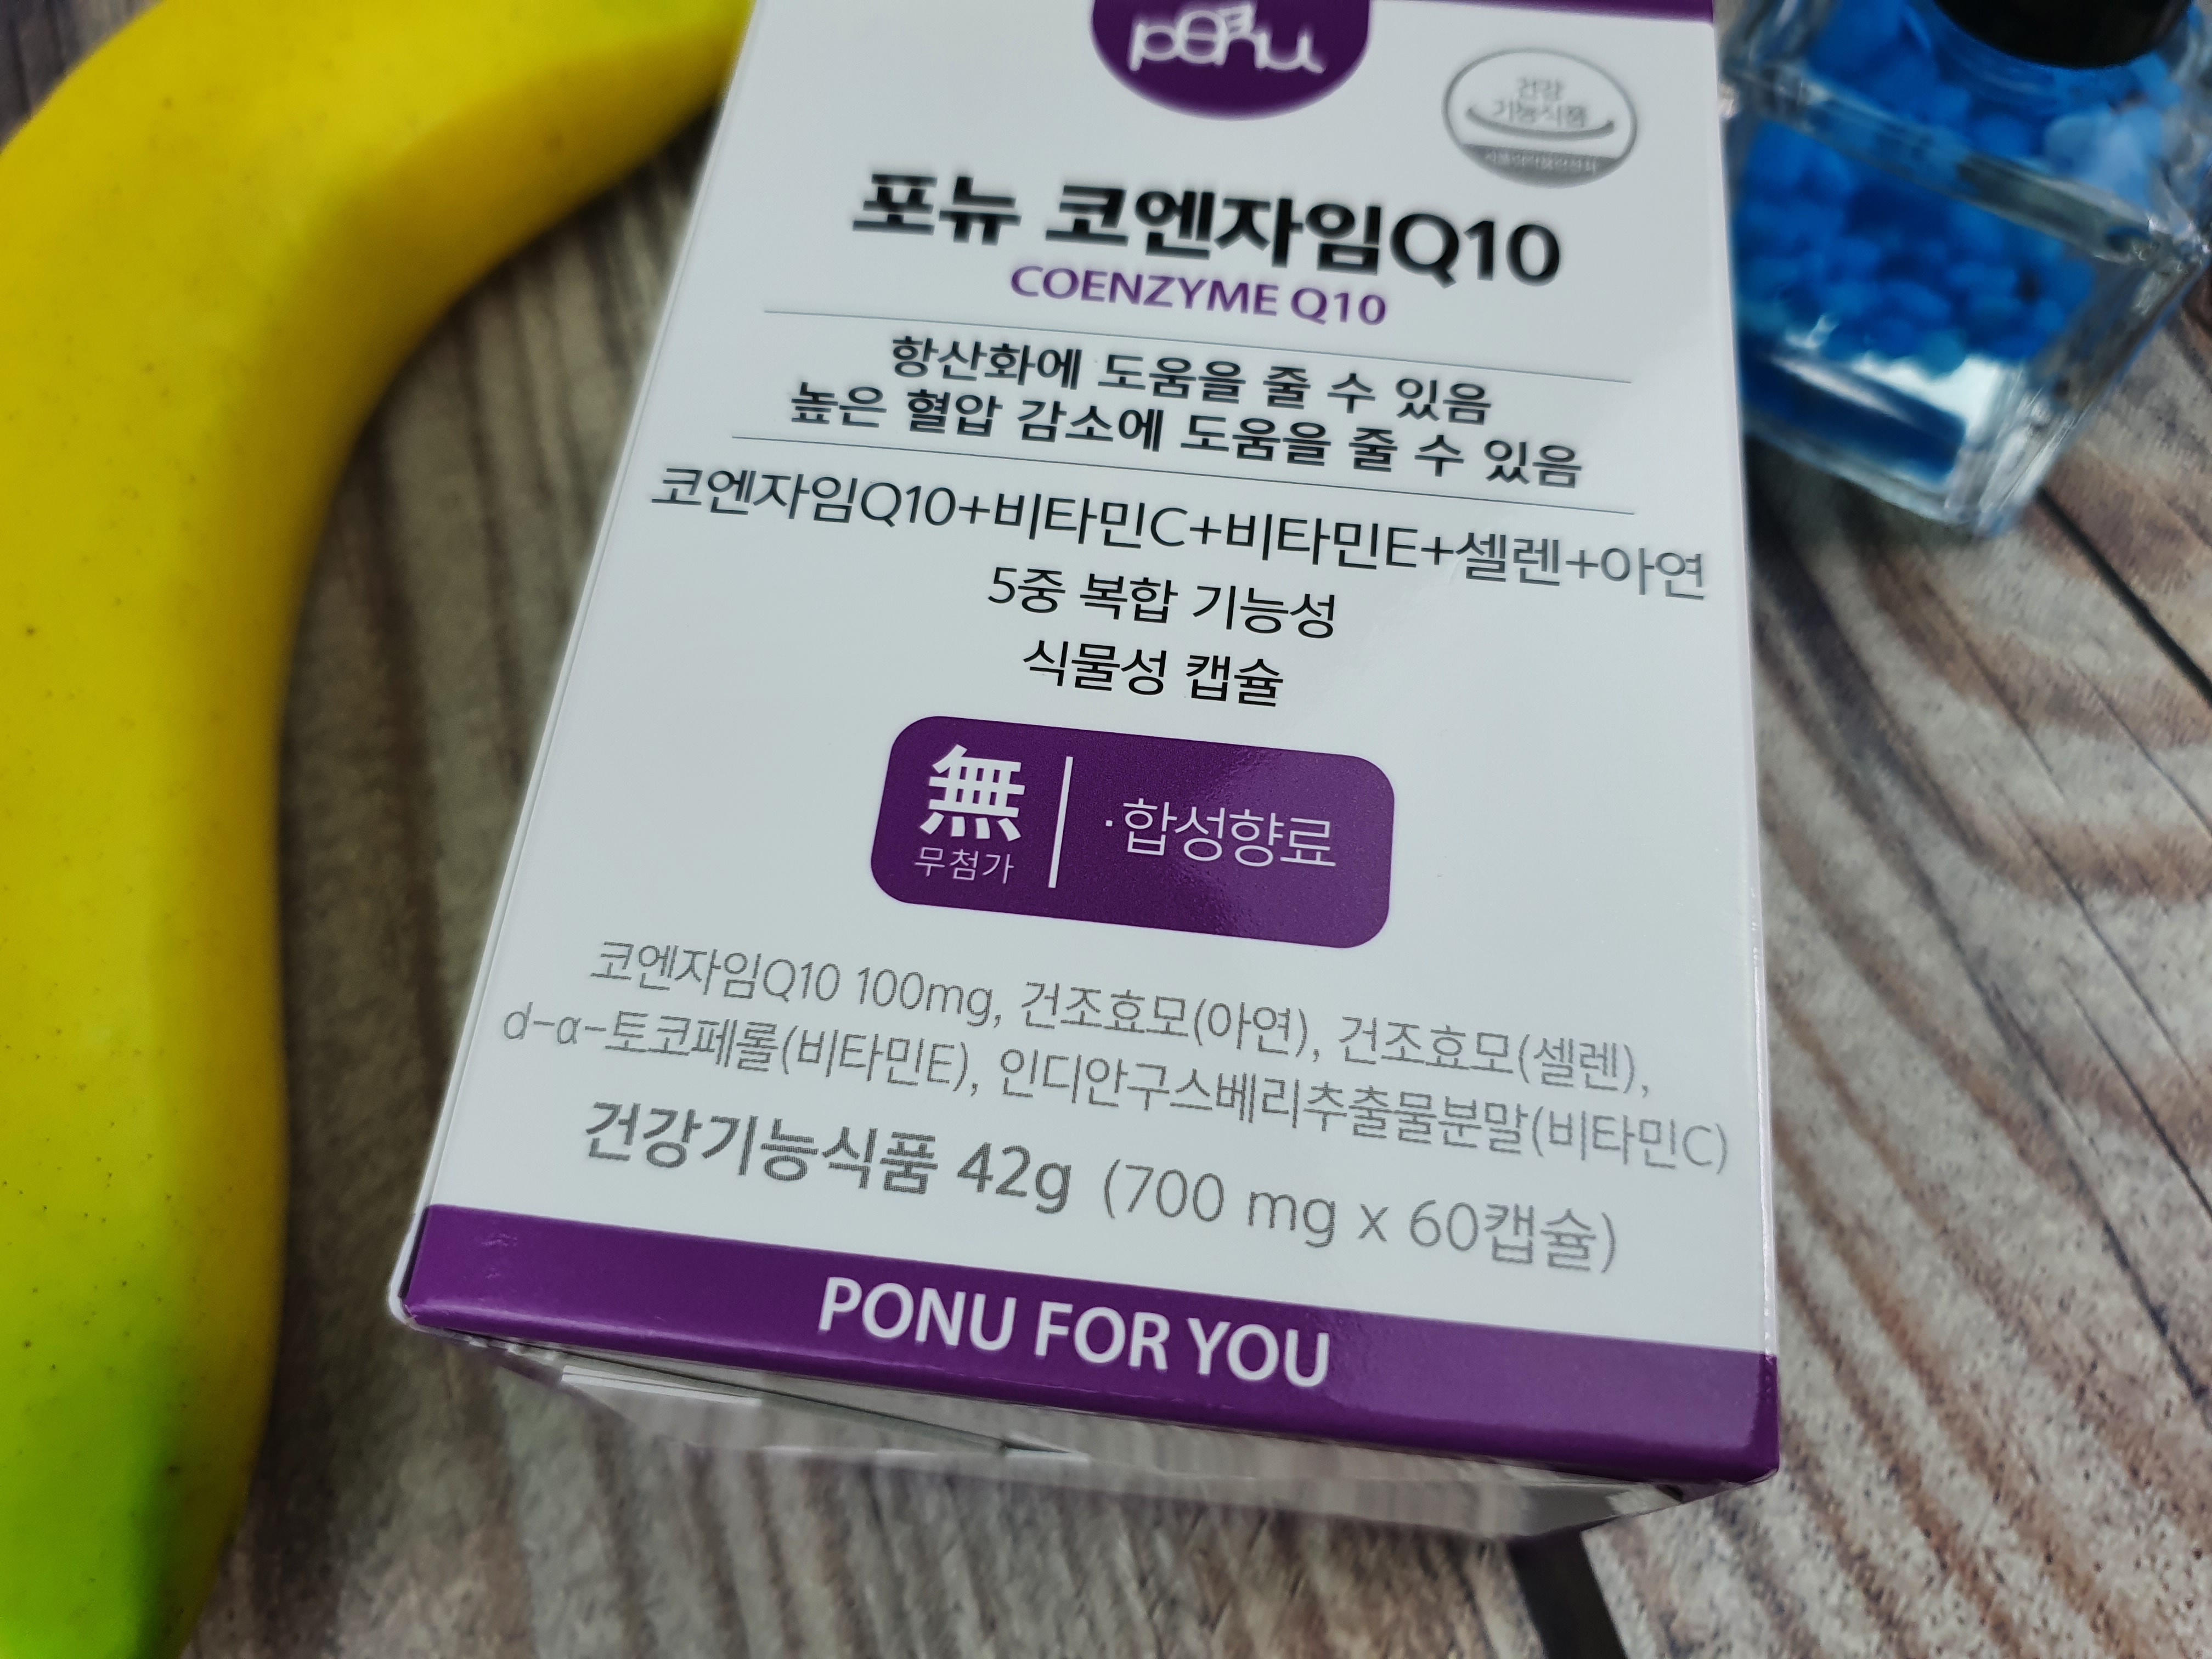 ponu
건강
기능식품
포뉴 코엔자임Q10
COENZYME Q10
항산화에 도움을 줄 수 있음
높은 혈압 감소에 도움을 줄 수 있음
코엔자임Q10+비타민C+비타민E+셀렌+아연
5중 복합 기능성
식물성 캡슐
無
무첨가
·합성향료
코엔자임Q10 100mg, 건조효모(아연), 건조효모(셀렌),
d-α-토코페롤(비타민E), 인디안구스베리추출물분말(비타민C)
건강기능식품 42g (700 mg x 60캡슐)
PONU FOR YOU